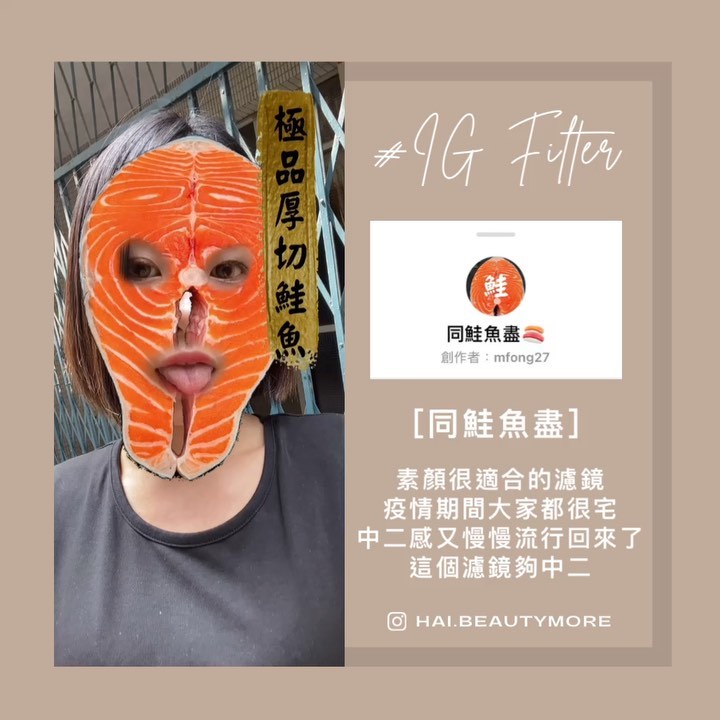 極品厚切鮭魚
#IG Filter
鮭
同鮭魚盡🍣
創作者：mfong27
[同鮭魚盡]
素顏很適合的濾鏡
疫情期間大家都很宅
中二感又慢慢流行回來了
這個濾鏡夠中二
HAI.BEAUTYMORE